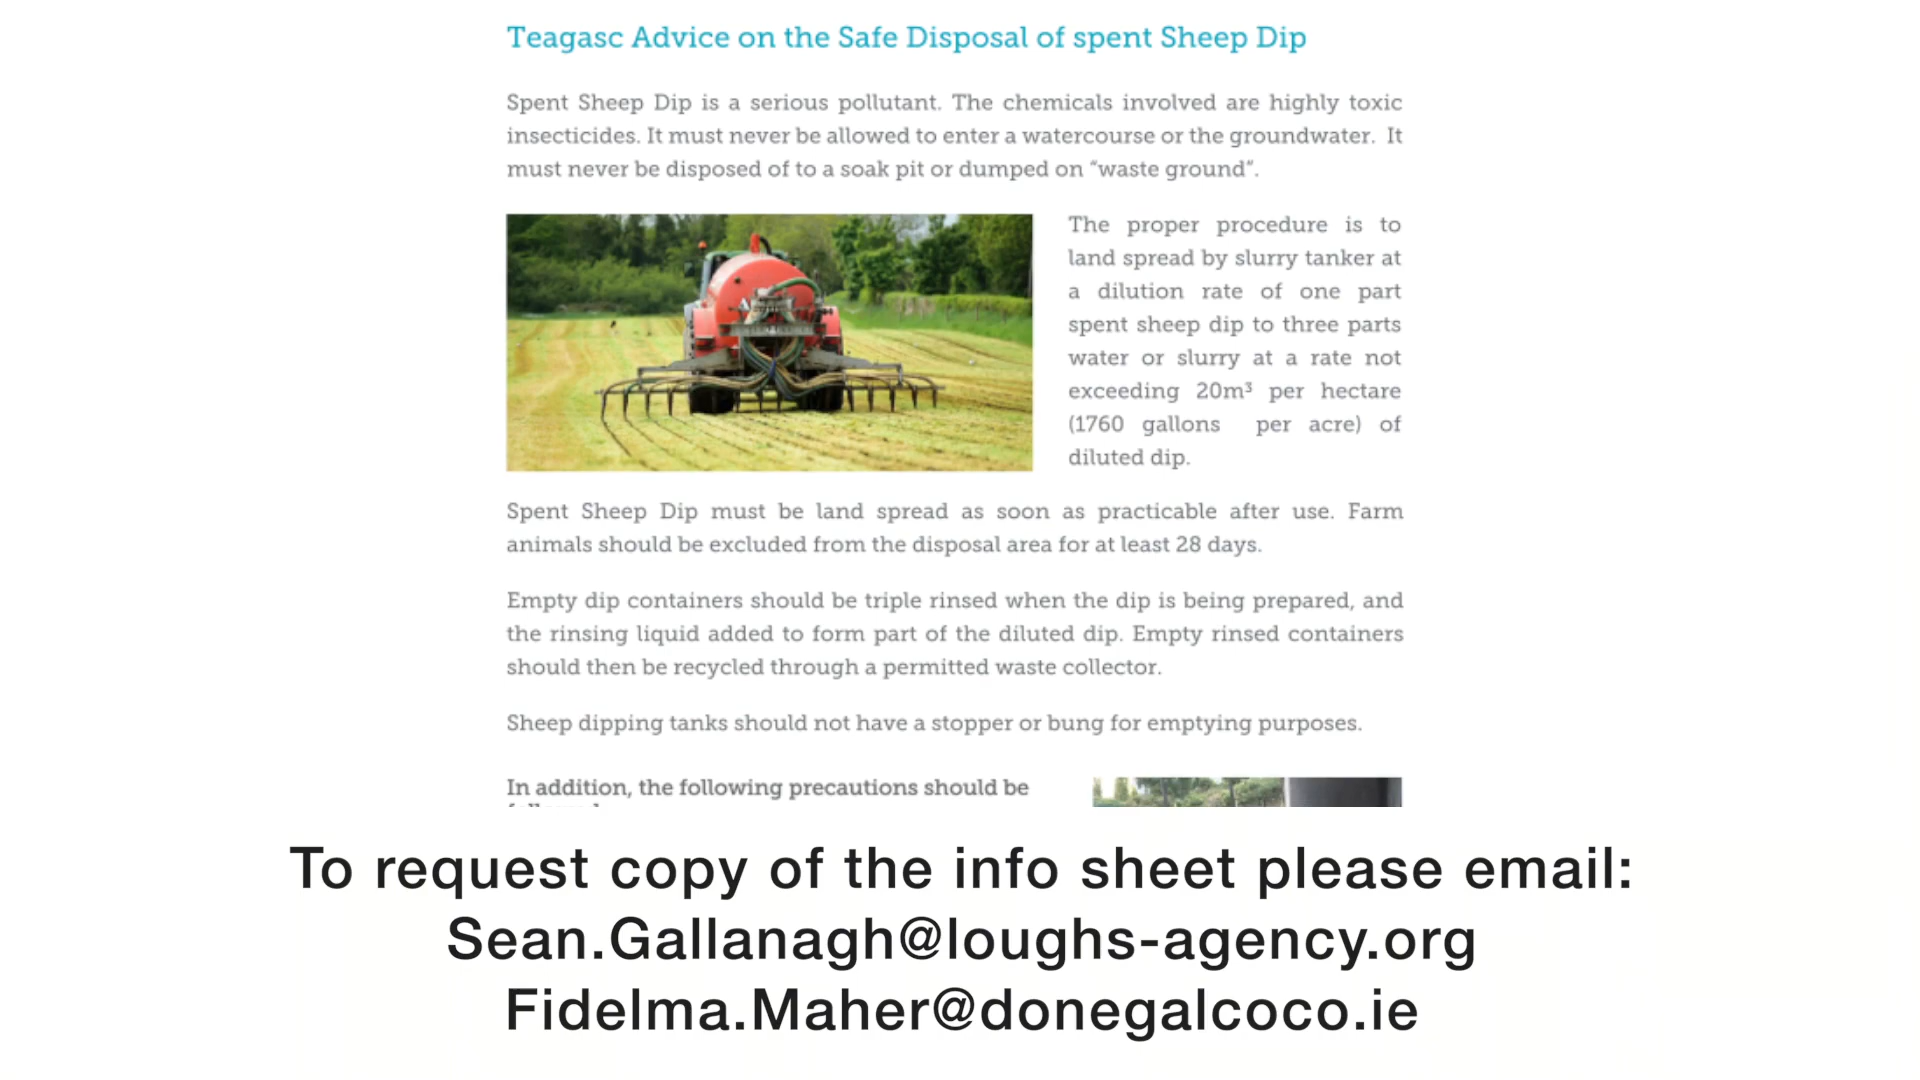 Teagasc Advice on the Safe Disposal of spent Sheep Dip
Spent Sheep Dip is a serious pollutant. The chemicals involved are highly toxic
insecticides. It must never be allowed to enter a watercourse or the groundwater. It
must never be disposed of to a soak pit or dumped on “waste ground”.
The proper procedure is to
land spread by slurry tanker at
a dilution rate of one part
spent sheep dip to three parts
water or slurry at a rate not
exceeding 20m³ per hectare
(1760 gallons per acre) of
diluted dip.
Spent Sheep Dip must be land spread as soon as practicable after use. Farm
animals should be excluded from the disposal area for at least 28 days.
Empty dip containers should be triple rinsed when the dip is being prepared, and
the rinsing liquid added to form part of the diluted dip. Empty rinsed containers
should then be recycled through a permitted waste collector.
Sheep dipping tanks should not have a stopper or bung for emptying purposes.
In addition, the following precautions should be
To request copy of the info sheet please email:
Sean.Gallanagh@loughs-agency.org
Fidelma.Maher@donegalcoco.ie